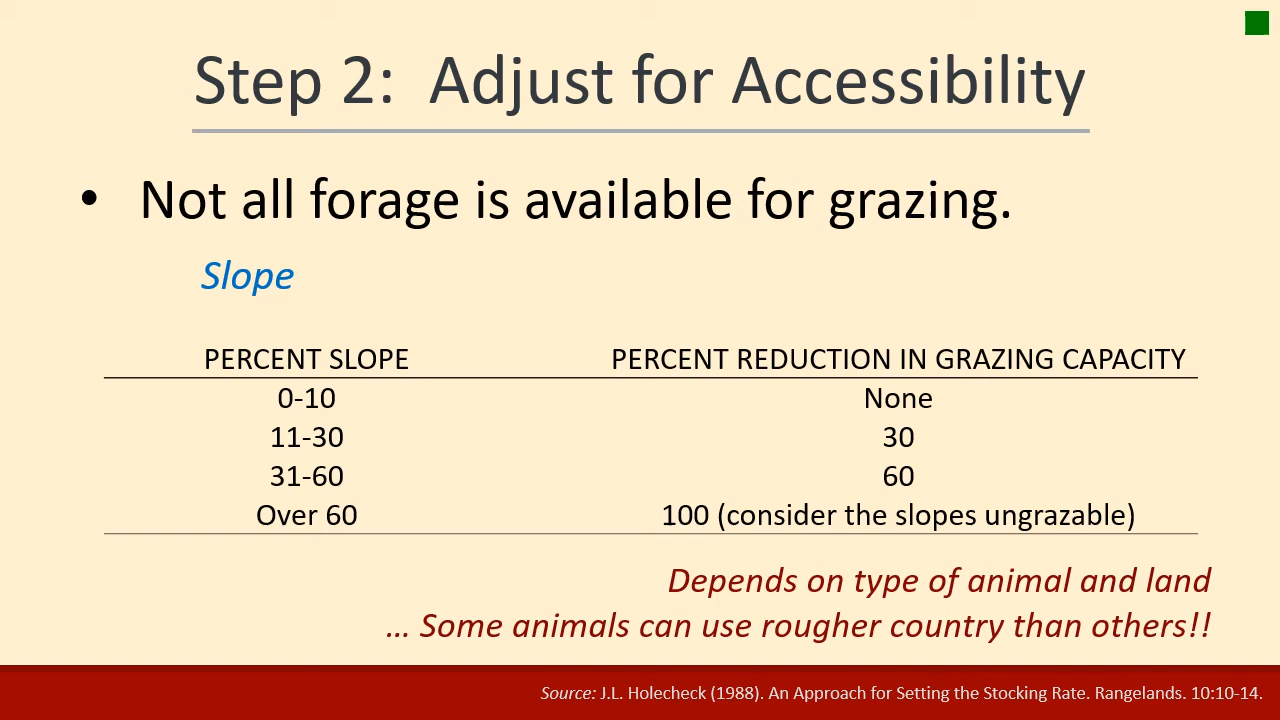 Step 2:  Adjust for Accessibility
• Not all forage is available for grazing.
Slope
PERCENT SLOPE PERCENT REDUCTION IN GRAZING CAPACITY
0-10 None
11-30 30
31-60 60
Over 60 100 (consider the slopes ungrazable)
Depends on type of animal and land
… Some animals can use rougher country than others!!
Source: J.L. Holecheck (1988). An Approach for Setting the Stocking Rate. Rangelands. 10:10-14.